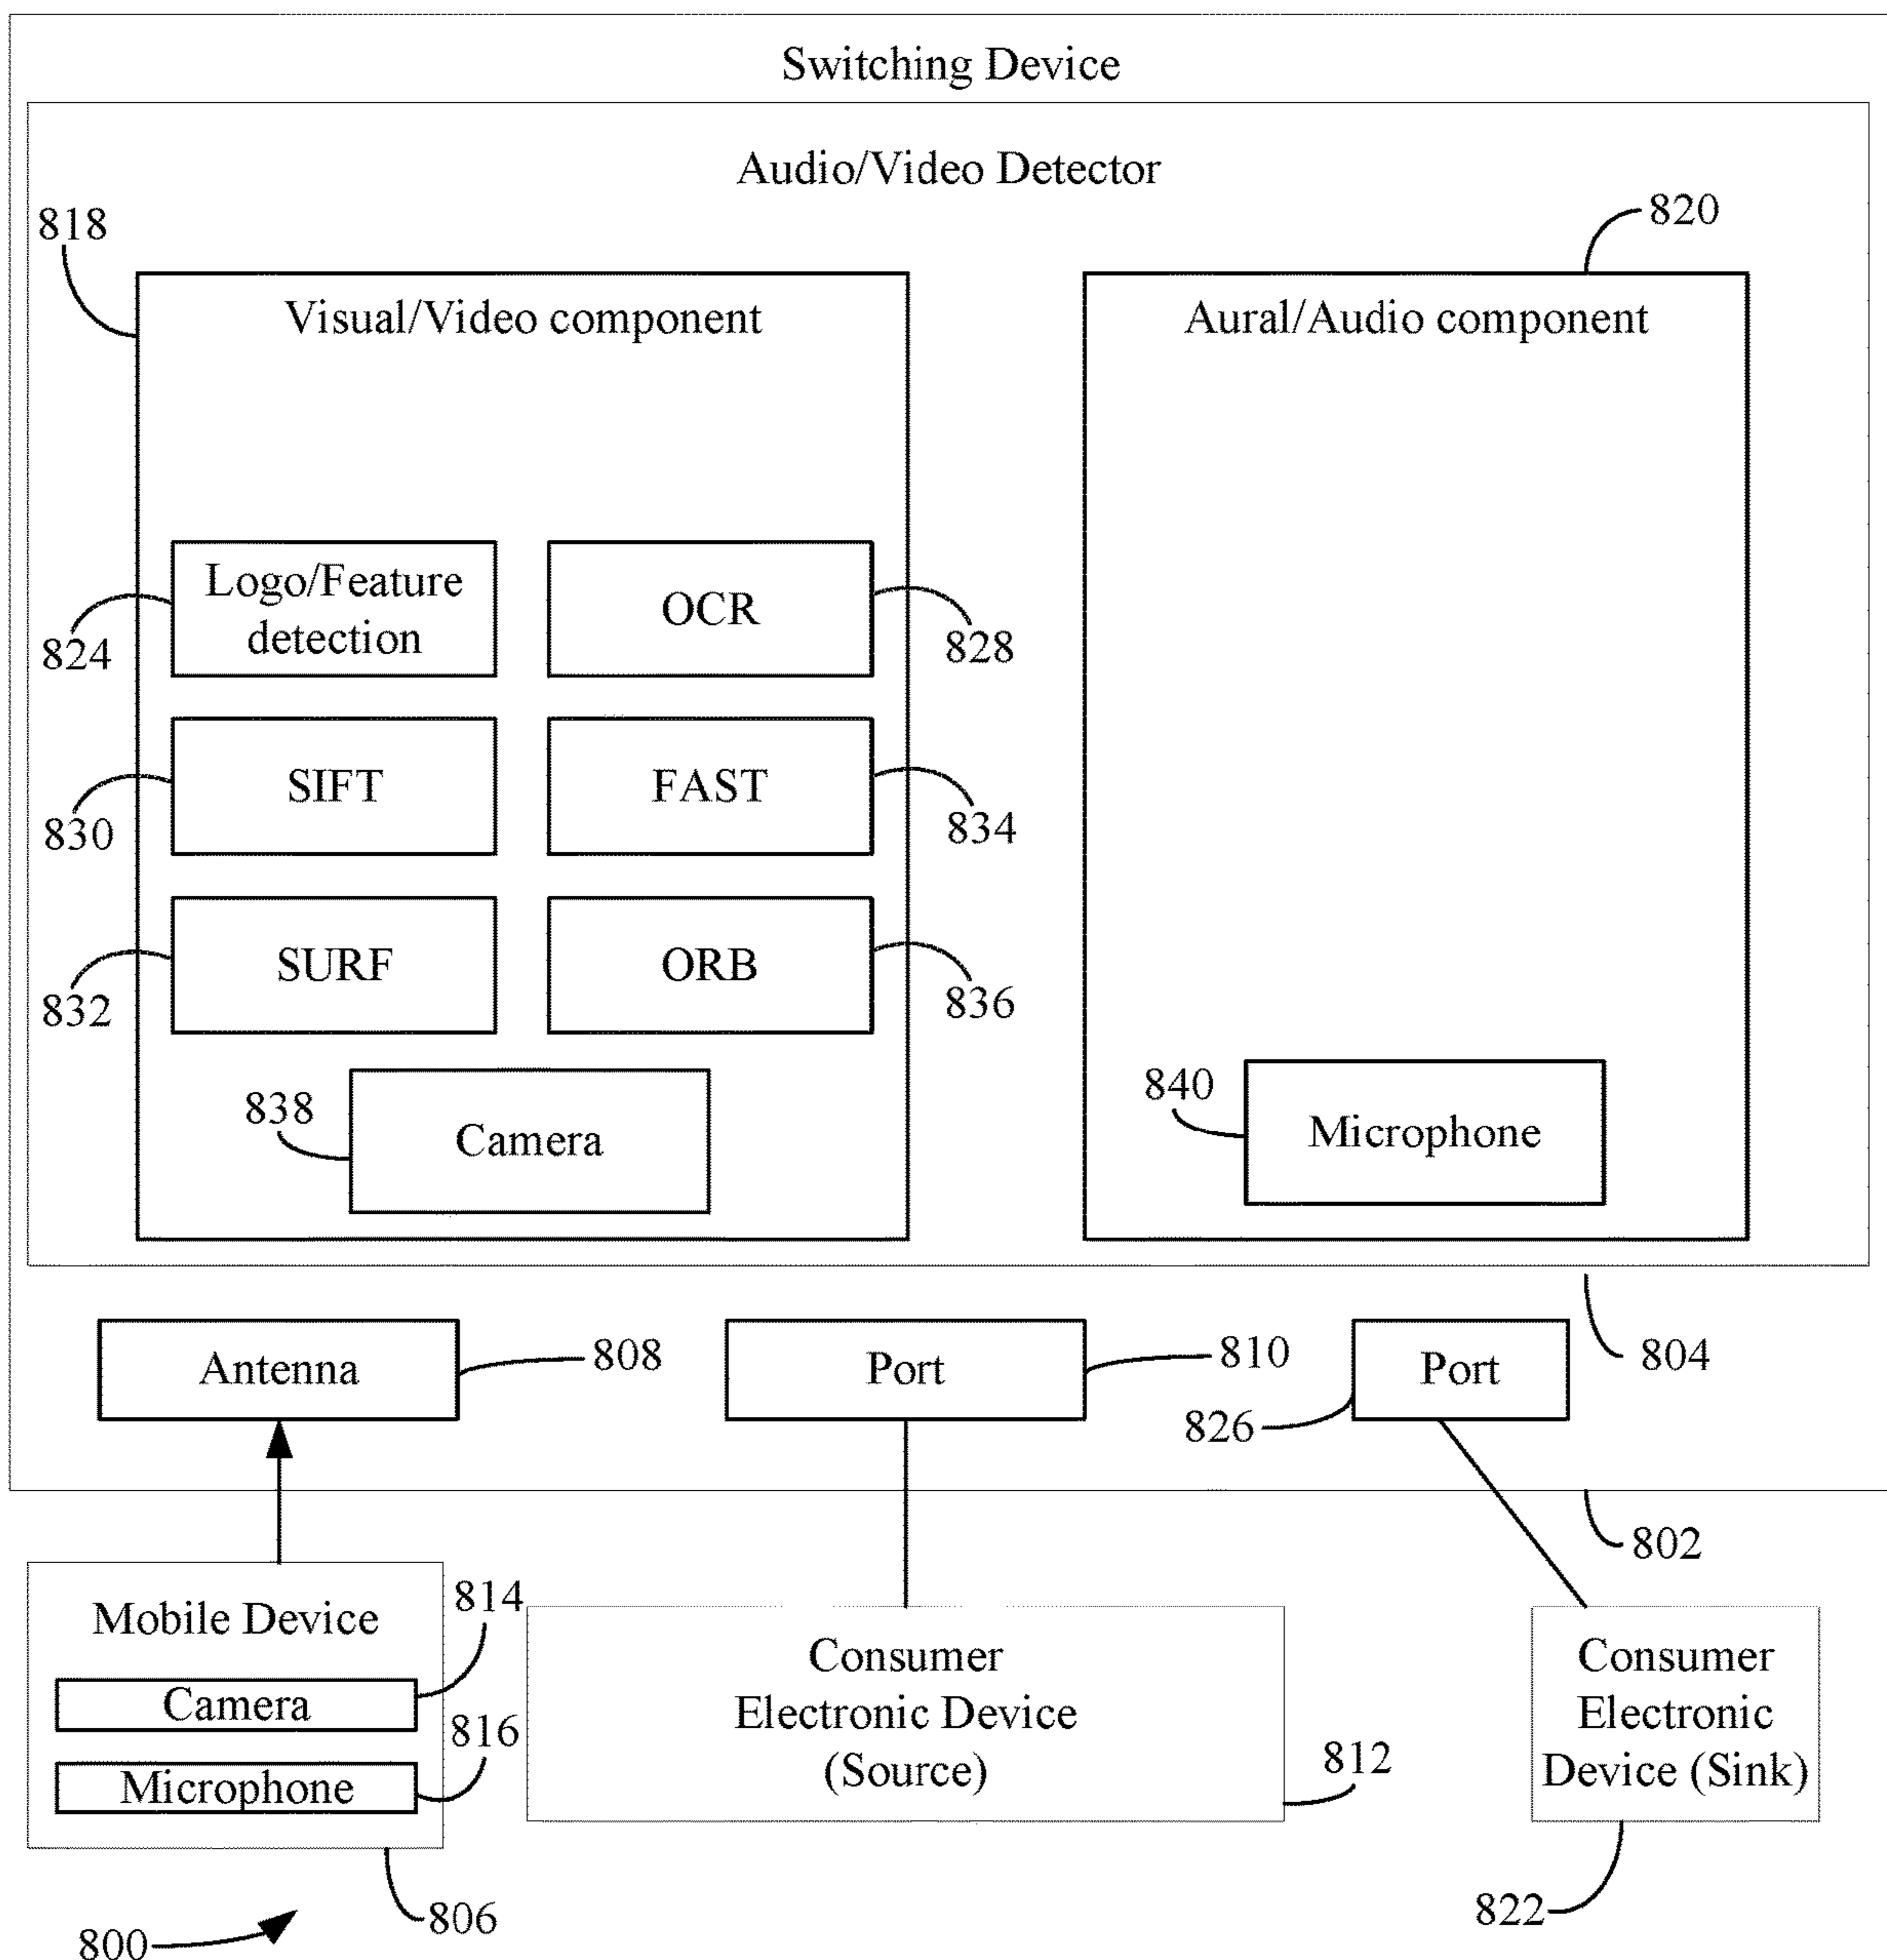 Switching Device
Audio/Video Detector
818
820
Visual/Video component
Aural/Audio component
Logo/Feature
detection
OCR
824
828
SIFT
FAST
830
834
SURF
ORB
832
836
838
Camera
840
Microphone
Antenna
808
Port
810
Port
826
804
802
Mobile Device
814
Camera
816
Microphone
806
Consumer
Electronic Device
(Source)
812
Consumer
Electronic
Device (Sink)
822
800